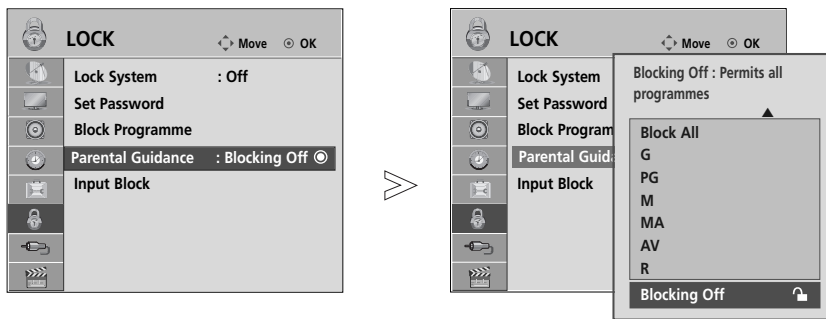 LOCK
Move OK
Lock System : Off
Set Password
Block Programme
Parental Guidance : Blocking Off
Input Block
LOCK
Move OK
Lock System
Set Password
Block Program
Parental Guid
Input Block
Blocking Off : Permits all
programmes
Block All
G
PG
M
MA
AV
R
Blocking Off